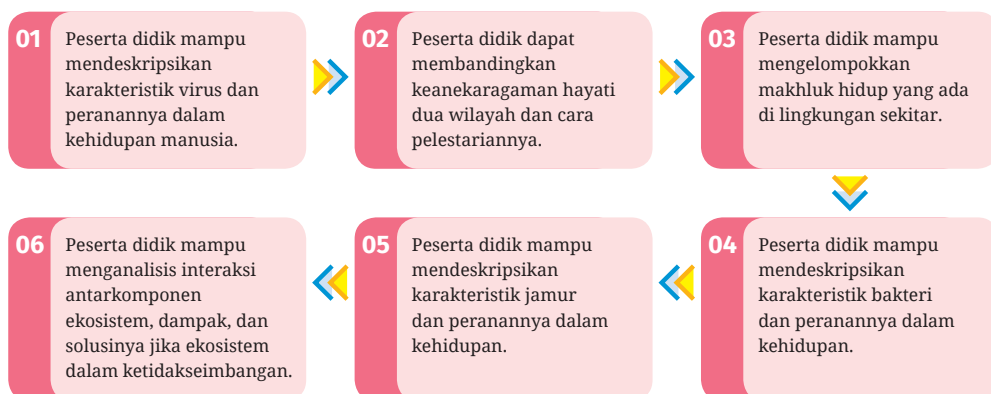 01
Peserta didik mampu
mendeskripsikan
karakteristik virus dan
peranannya dalam
kehidupan manusia.
02
Peserta didik dapat
membandingkan
keanekaragaman hayati
dua wilayah dan cara
pelestariannya.
03
Peserta didik mampu
mengelompokkan
makhluk hidup yang ada
di lingkungan sekitar.
04
Peserta didik mampu
mendeskripsikan
karakteristik bakteri
dan peranannya dalam
kehidupan.
05
Peserta didik mampu
mendeskripsikan
karakteristik jamur
dan peranannya dalam
kehidupan.
06
Peserta didik mampu
menganalisis interaksi
antarkomponen
ekosistem, dampak, dan
solusinya jika ekosistem
dalam ketidakseimbangan.